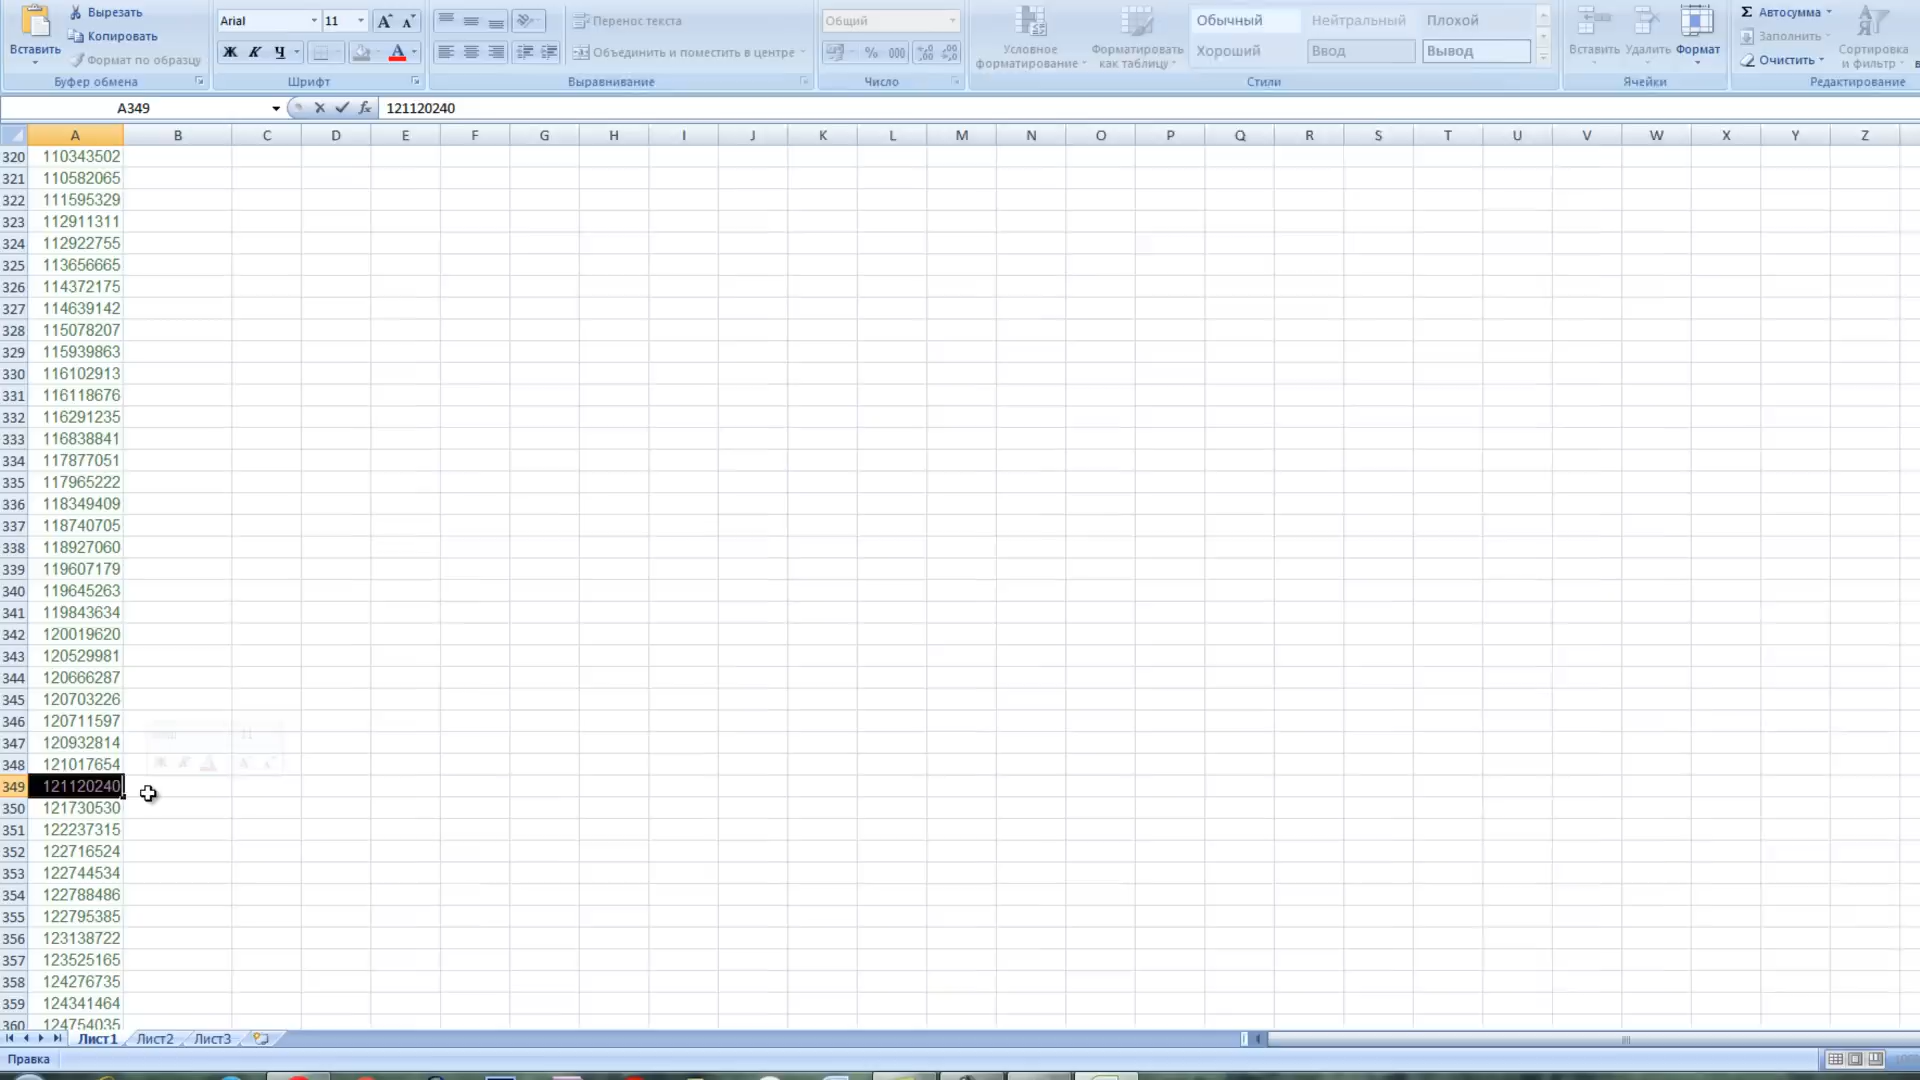 Вырезать
Копировать
Формат по образцу
Вставить
Буфер обмена
Arial 11
Ж К Ч
Шрифт
Перенос текста
Объединить и поместить в центре
Выравнивание
Общий
% 000
Число
Условное форматирование
Форматировать как таблицу
Обычный Нейтральный Плохой
Хороший Ввод Вывод
Стили
Вставить Удалить Формат
Ячейки
Σ Автосумма
Заполнить
Очистить
Сортировка и фильтр
Редактирование
A349 fx 121120240
A B C D E F G H I J K L M N O P Q R S T U V W X Y Z
320 110343502
321 110582065
322 111595329
323 112911311
324 112922755
325 113656665
326 114372175
327 114639142
328 115078207
329 115939863
330 116102913
331 116118676
332 116291235
333 116838841
334 117877051
335 117965222
336 118349409
337 118740705
338 118927060
339 119607179
340 119645263
341 119843634
342 120019620
343 120529981
344 120666287
345 120703226
346 120711597
347 120932814
348 121017654
349 121120240
350 121730530
351 122237315
352 122716524
353 122744534
354 122788486
355 122795385
356 123138722
357 123525165
358 124276735
359 124341464
360 124754035
Лист1 Лист2 Лист3
Правка